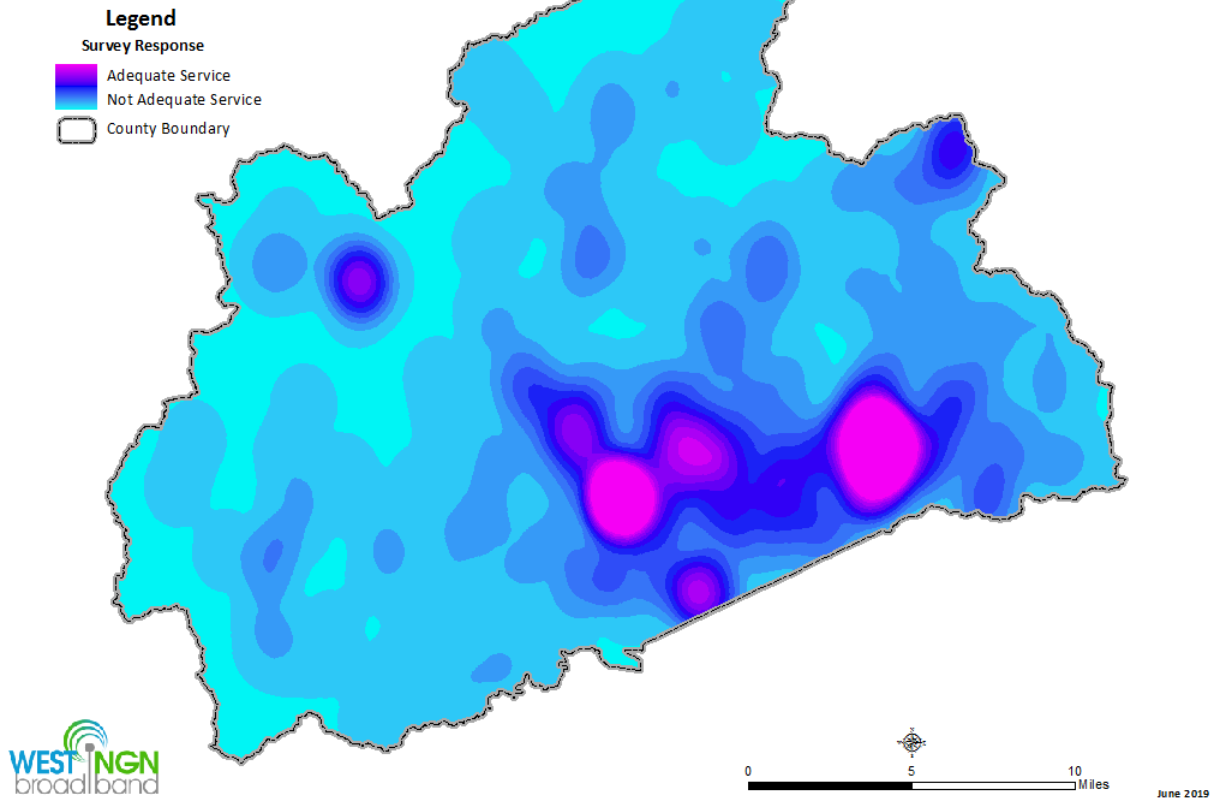 Legend
Survey Response
Adequate Service
Not Adequate Service
County Boundary
WEST NGN
broadband
0 5 10
Miles
June 2019